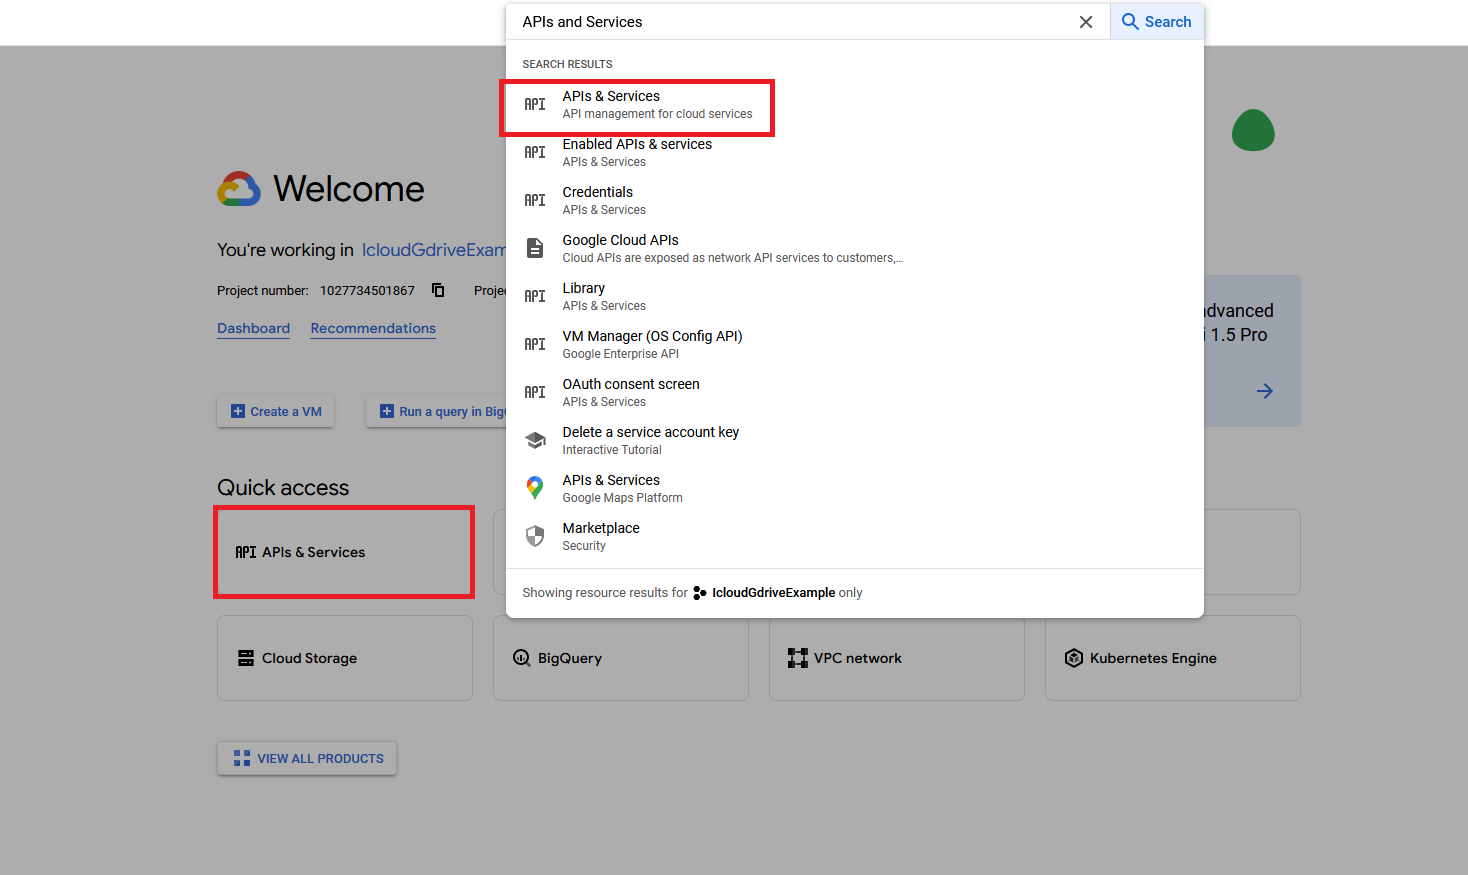 APIs and Services
Search
SEARCH RESULTS
API
APIs & Services
API management for cloud services
API
Enabled APIs & services
APIs & Services
API
Credentials
APIs & Services
Google Cloud APIs
Cloud APIs are exposed as network API services to customers,...
API
Library
APIs & Services
API
VM Manager (OS Config API)
Google Enterprise API
API
OAuth consent screen
APIs & Services
Delete a service account key
Interactive Tutorial
APIs & Services
Google Maps Platform
Marketplace
Security
Showing resource results for IcloudGdriveExample only
Welcome
You're working in IcloudGdriveExam
Project number: 1027734501867 Projec
Dashboard Recommendations
advanced
1.5 Pro
Create a VM Run a query in Big
Quick access
API APIs & Services
Cloud Storage BigQuery VPC network Kubernetes Engine
VIEW ALL PRODUCTS